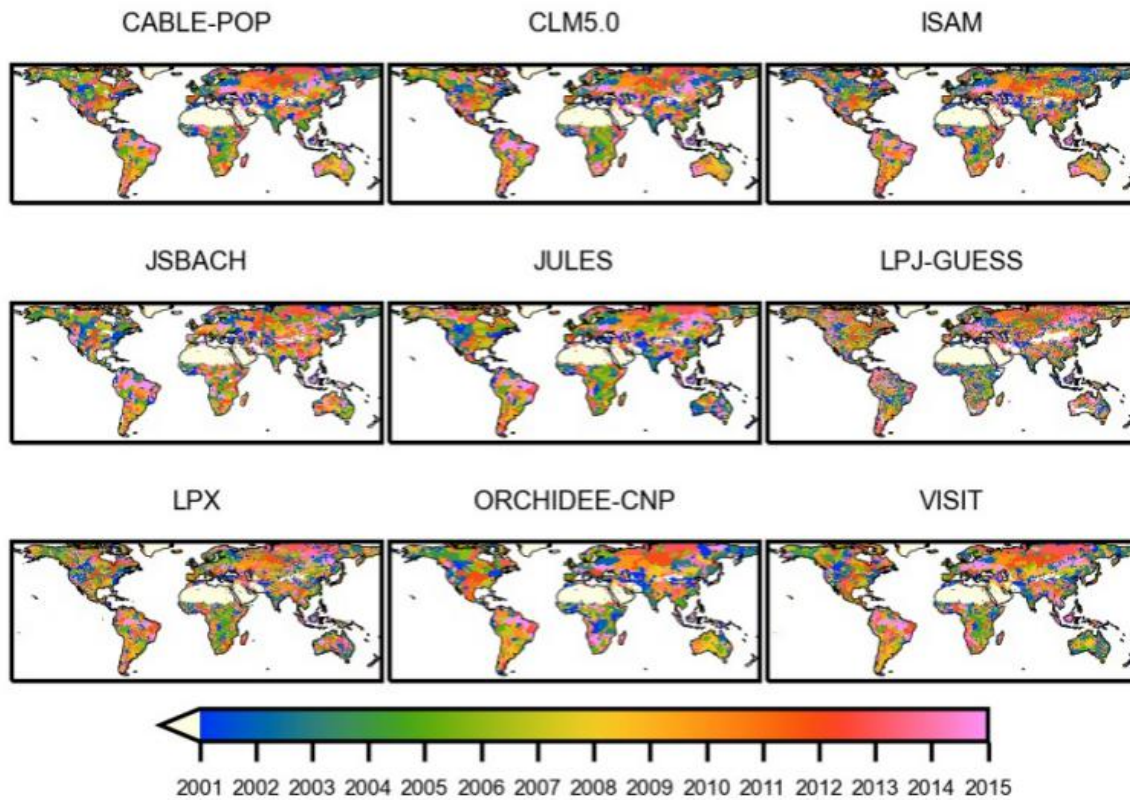 CABLE-POP CLM5.0 ISAM
JSBACH JULES LPJ-GUESS
LPX ORCHIDEE-CNP VISIT
2001 2002 2003 2004 2005 2006 2007 2008 2009 2010 2011 2012 2013 2014 2015